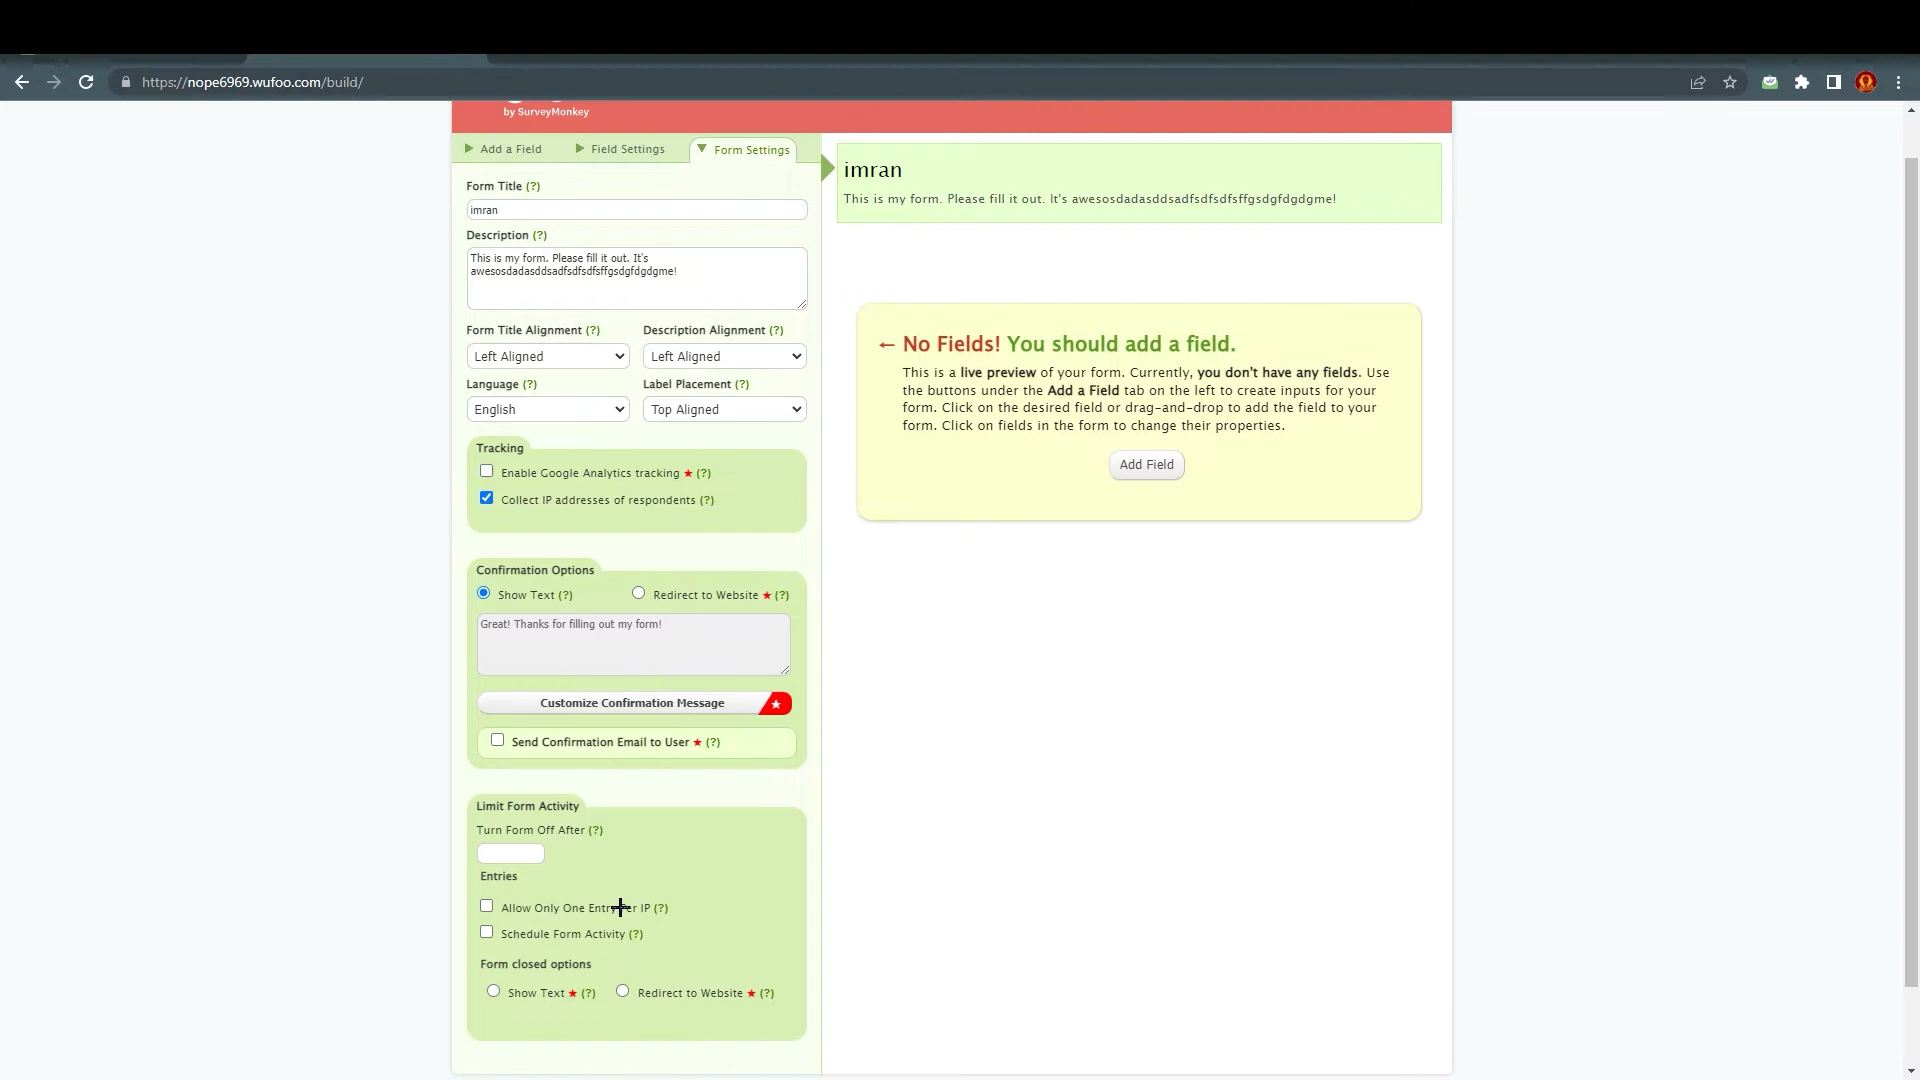 https://nope6969.wufoo.com/build/
by SurveyMonkey
Add a Field
Field Settings
Form Settings
Form Title (?)
imran
Description (?)
This is my form. Please fill it out. It's
awesosdadasddsadfsdfsdfsffgsdgfdgdgme!
Form Title Alignment (?)
Description Alignment (?)
Left Aligned
Left Aligned
Language (?)
Label Placement (?)
English
Top Aligned
Tracking
Enable Google Analytics tracking ★ (?)
Collect IP addresses of respondents (?)
Confirmation Options
Show Text (?)
Redirect to Website ★ (?)
Great! Thanks for filling out my form!
Customize Confirmation Message
Send Confirmation Email to User ★ (?)
Limit Form Activity
Turn Form Off After (?)
Entries
Allow Only One Entry Per IP (?)
Schedule Form Activity (?)
Form closed options
Show Text ★ (?)
Redirect to Website ★ (?)
imran
This is my form. Please fill it out. It's awesosdadasddsadfsdfsdfsffgsdgfdgdgme!
← No Fields! You should add a field.
This is a live preview of your form. Currently, you don't have any fields. Use
the buttons under the Add a Field tab on the left to create inputs for your
form. Click on the desired field or drag-and-drop to add the field to your
form. Click on fields in the form to change their properties.
Add Field